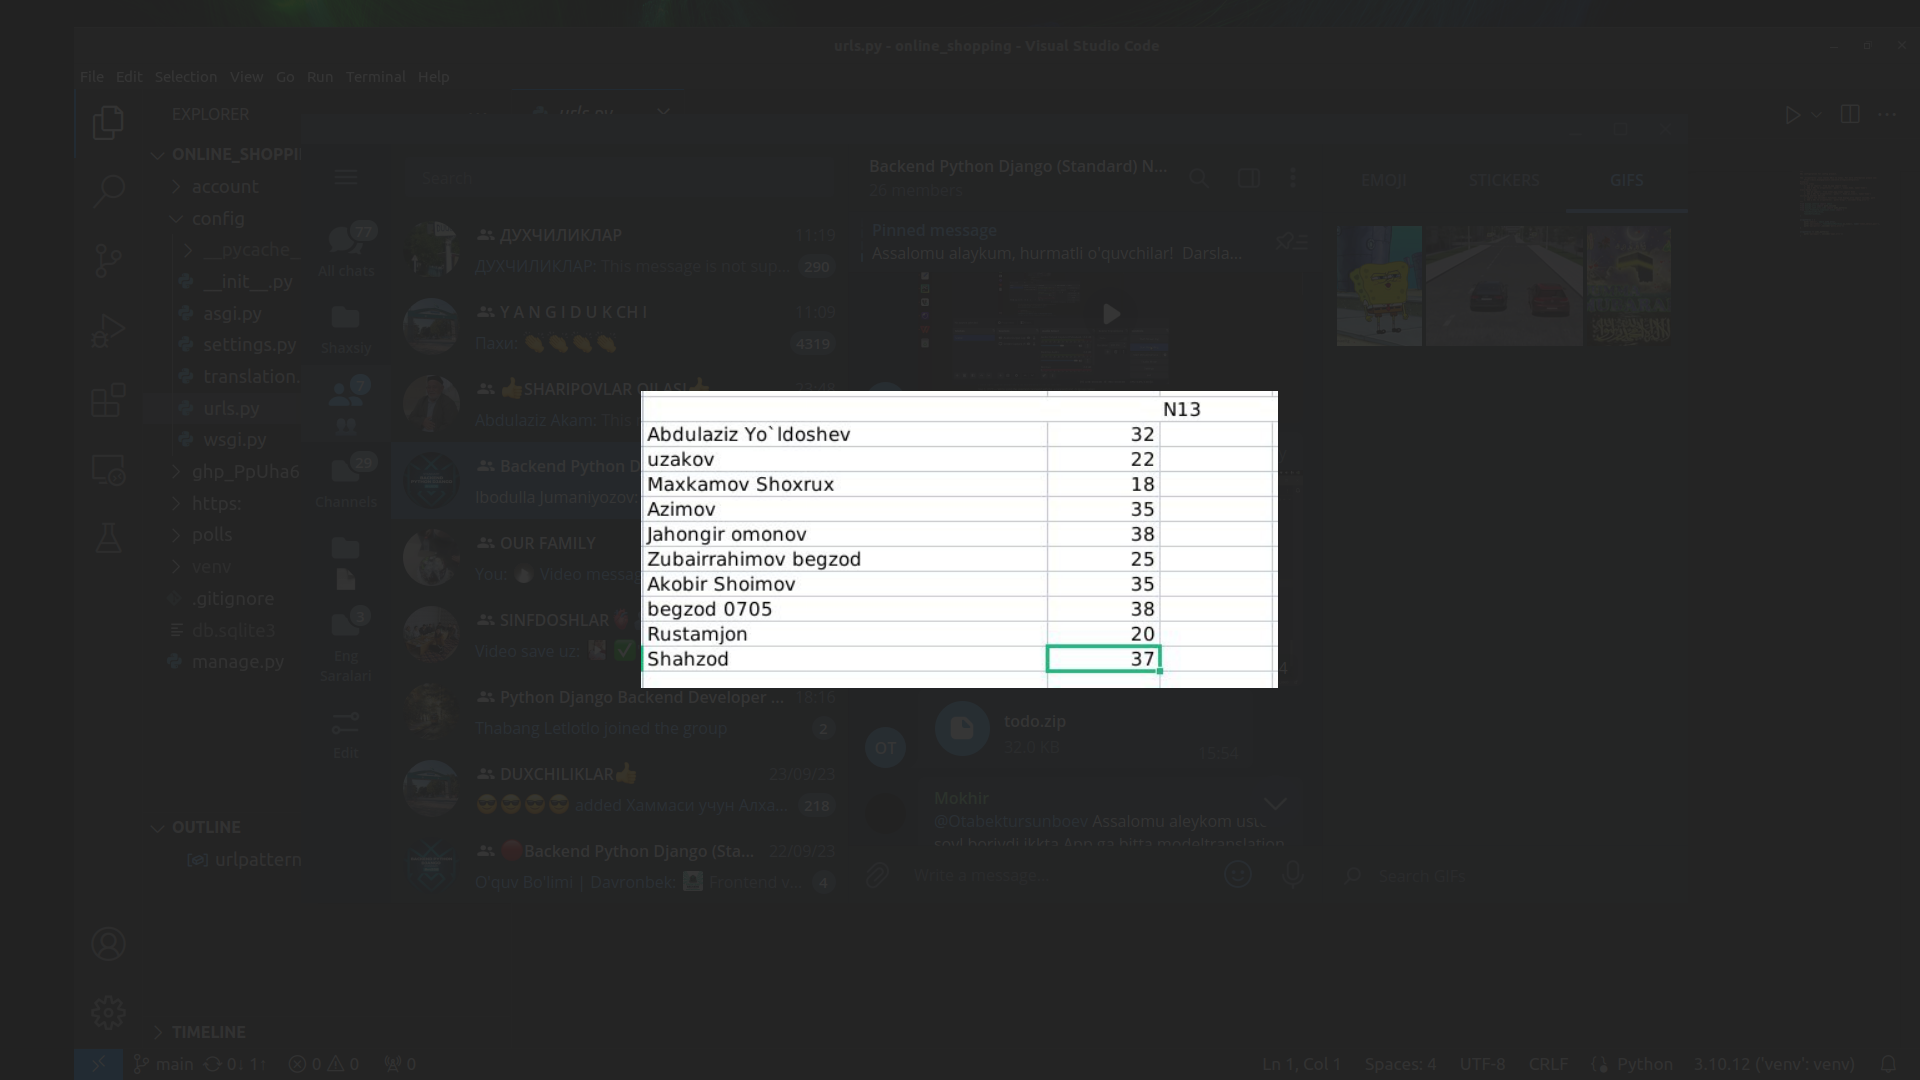 urls.py - online_shopping - Visual Studio Code
File Edit Selection View Go Run Terminal Help
EXPLORER
urls.py
ONLINE_SHOPPI
account
config
__pycache_
__init__.py
asgi.py
settings.py
translation.
urls.py
wsgi.py
ghp_PpUha6
https:
polls
venv
.gitignore
db.sqlite3
manage.py
OUTLINE
urlpattern
TIMELINE
Search
77
All chats
Shaxsiy
7
29
Channels
3
Eng
Saralari
Edit
ДУХЧИЛИКЛАР 11:19
ДУХЧИЛИКЛАР: This message is not sup... 290
Y A N G I D U K CH I 11:09
Пахи: 👏👏👏👏 4319
👍SHARIPOVLAR OILASI👍
Abdulaziz Akam: This
Backend Python D
Ibodulla Jumaniyozov:
OUR FAMILY
You: Video messag
SINFDOSHLAR
Video save uz:
Python Django Backend Developer ... 18:16
Thabang Letlotlo joined the group 2
DUXCHILIKLAR👍 23/09/23
😎😎😎😎 added Хаммаси учун Алха... 218
🔴Backend Python Django (Sta... 22/09/23
O'quv Bo'limi | Davronbek: Frontend v... 4
Backend Python Django (Standard) N...
26 members
Pinned message
Assalomu alaykum, hurmatli o'quvchilar! Darsla...
N13
Abdulaziz Yo`ldoshev 32
uzakov 22
Maxkamov Shoxrux 18
Azimov 35
Jahongir omonov 38
Zubairrahimov begzod 25
Akobir Shoimov 35
begzod 0705 38
Rustamjon 20
Shahzod 37
OT
todo.zip
32.0 KB
15:54
Mokhir
@Otabektursunboev Assalomu aleykom ust
Write a message...
EMOJI STICKERS GIFS
Search GIFs
main 0↓ 1↑ 0 0 0
Ln 1, Col 1 Spaces: 4 UTF-8 CRLF Python 3.10.12 ('venv': venv)